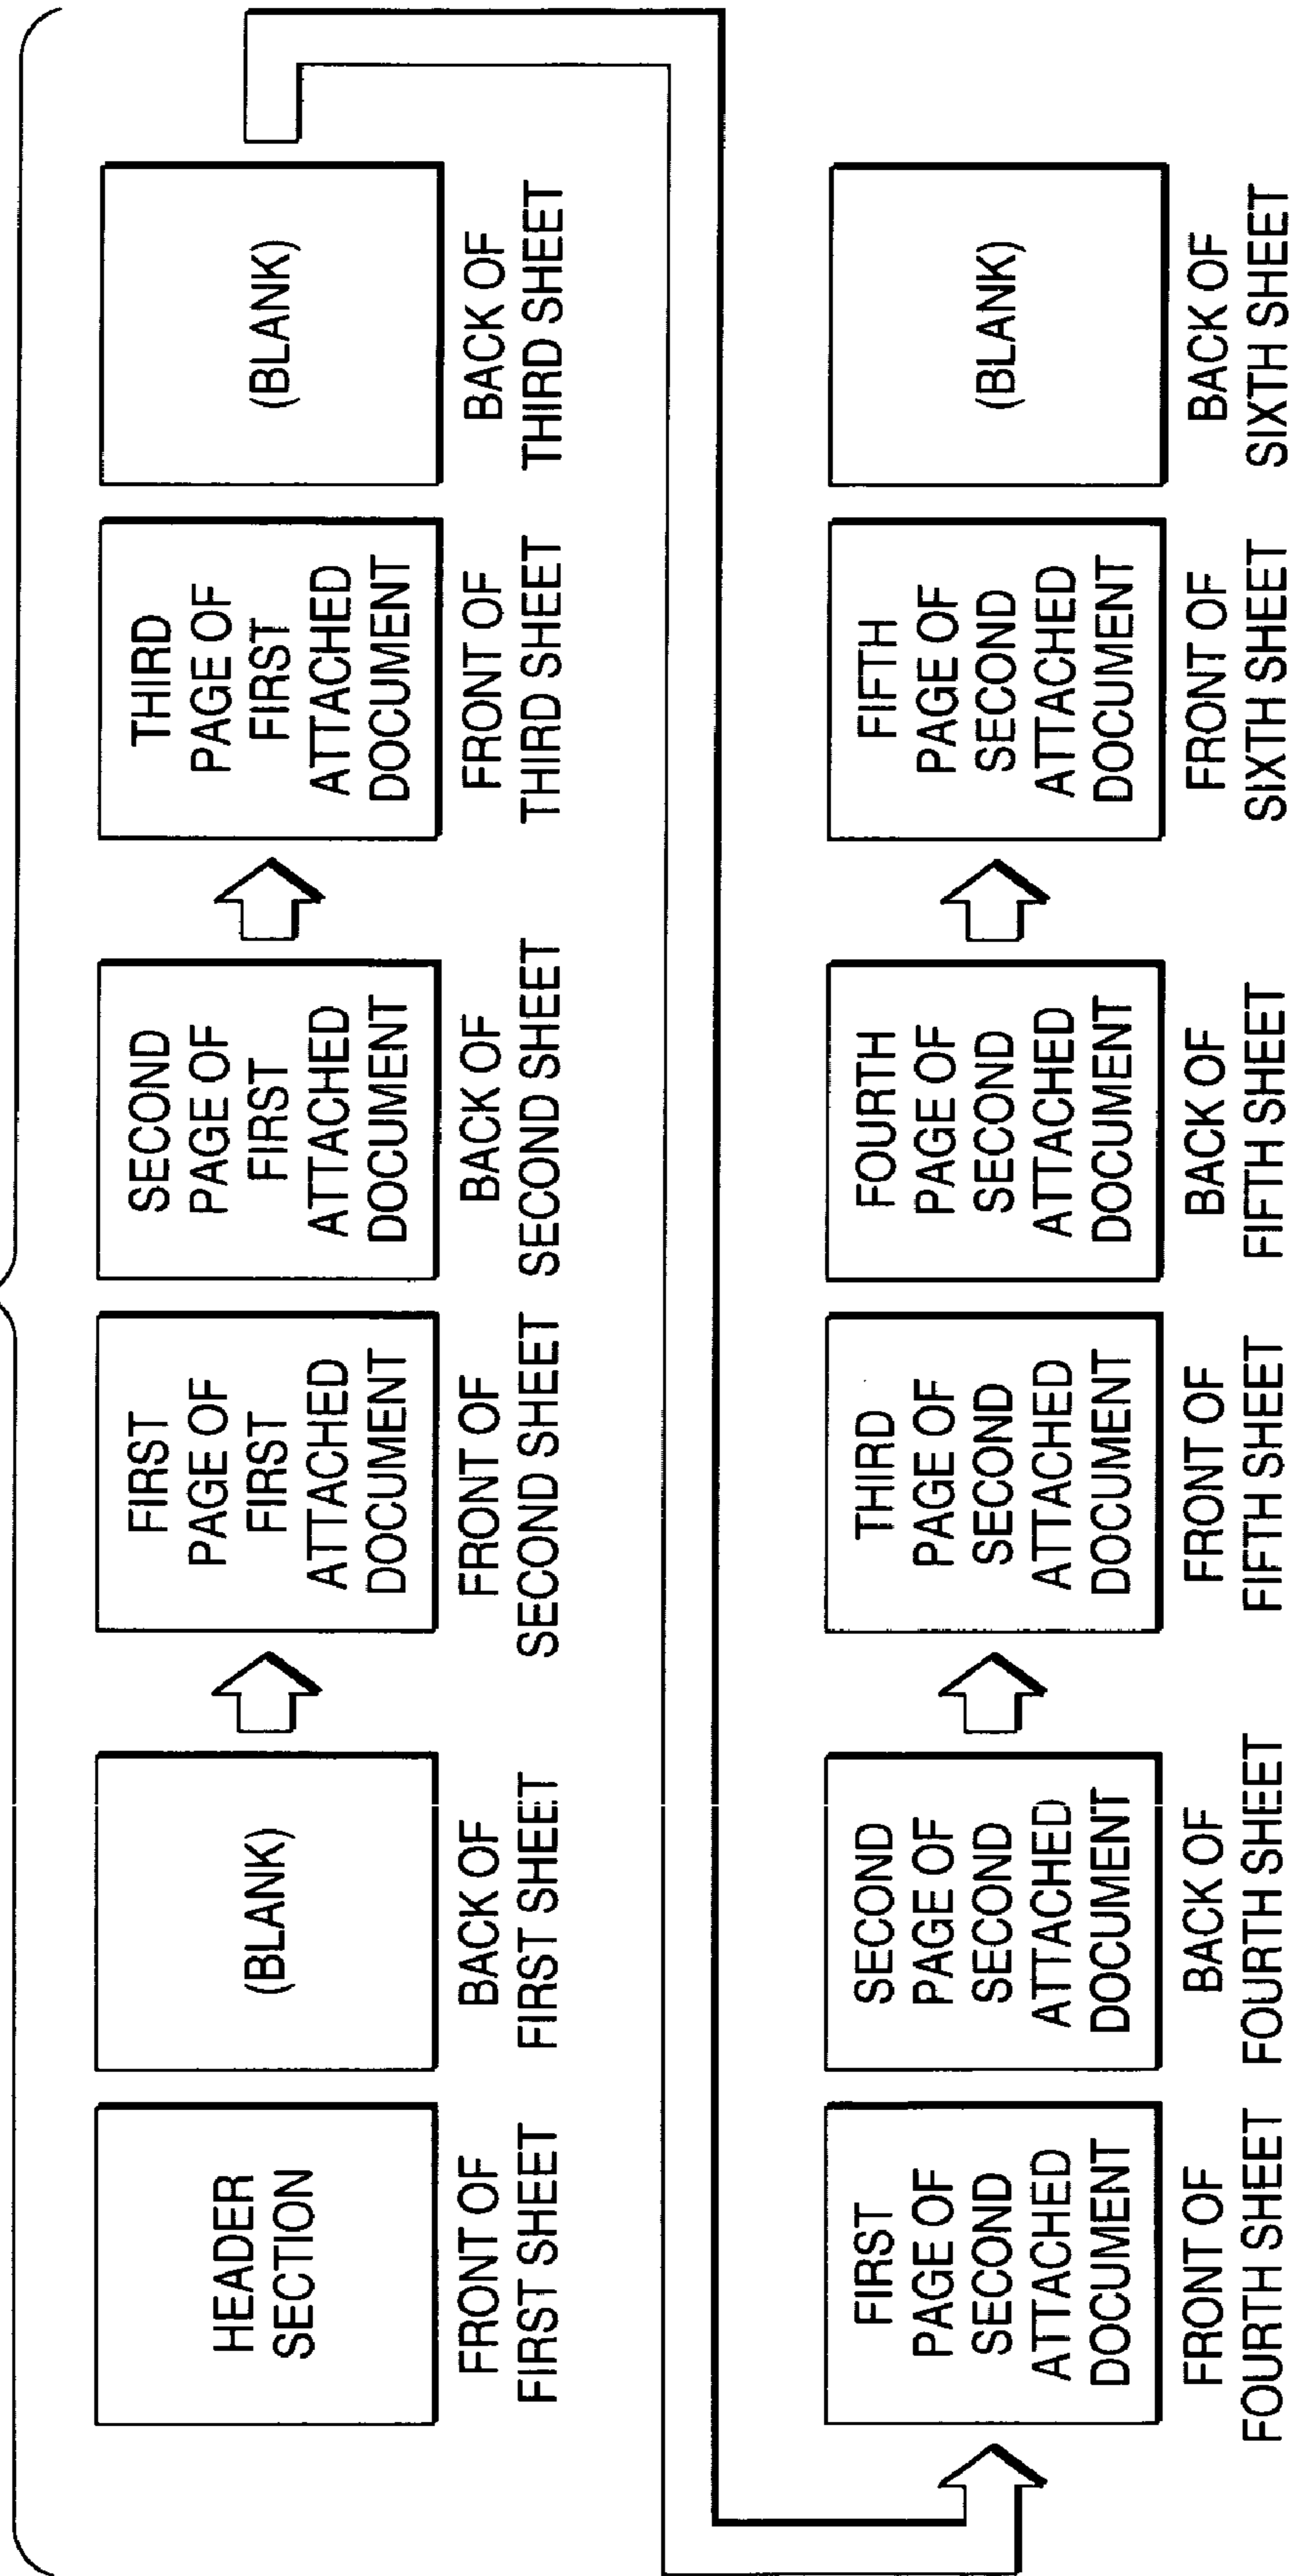 HEADER
SECTION
FRONT OF
FIRST SHEET
(BLANK)
BACK OF
FIRST SHEET
FIRST
PAGE OF
FIRST
ATTACHED
DOCUMENT
FRONT OF
SECOND SHEET
SECOND
PAGE OF
FIRST
ATTACHED
DOCUMENT
BACK OF
SECOND SHEET
THIRD
PAGE OF
FIRST
ATTACHED
DOCUMENT
FRONT OF
THIRD SHEET
(BLANK)
BACK OF
THIRD SHEET
FIRST
PAGE OF
SECOND
ATTACHED
DOCUMENT
FRONT OF
FOURTH SHEET
SECOND
PAGE OF
SECOND
ATTACHED
DOCUMENT
BACK OF
FOURTH SHEET
THIRD
PAGE OF
SECOND
ATTACHED
DOCUMENT
FRONT OF
FIFTH SHEET
FOURTH
PAGE OF
SECOND
ATTACHED
DOCUMENT
BACK OF
FIFTH SHEET
FIFTH
PAGE OF
SECOND
ATTACHED
DOCUMENT
FRONT OF
SIXTH SHEET
(BLANK)
BACK OF
SIXTH SHEET